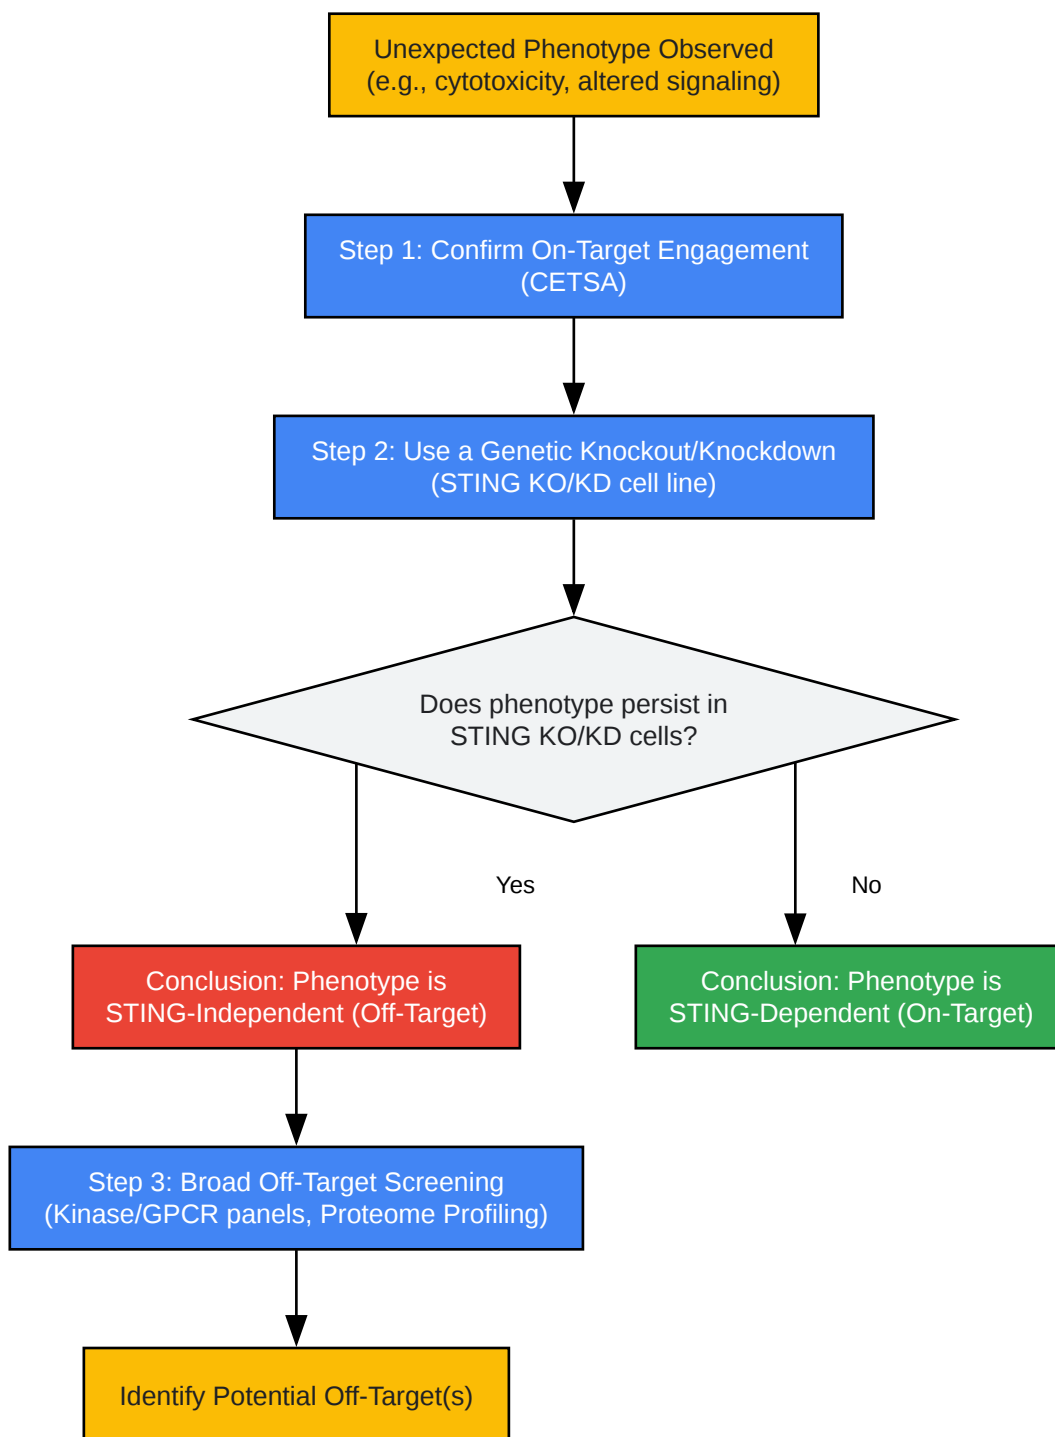 Unexpected Phenotype Observed
(e.g., cytotoxicity, altered signaling)
Step 1: Confirm On-Target Engagement
(CETSA)
Step 2: Use a Genetic Knockout/Knockdown
(STING KO/KD cell line)
Does phenotype persist in
STING KO/KD cells?
Yes
No
Conclusion: Phenotype is
STING-Independent (Off-Target)
Conclusion: Phenotype is
STING-Dependent (On-Target)
Step 3: Broad Off-Target Screening
(Kinase/GPCR panels, Proteome Profiling)
Identify Potential Off-Target(s)